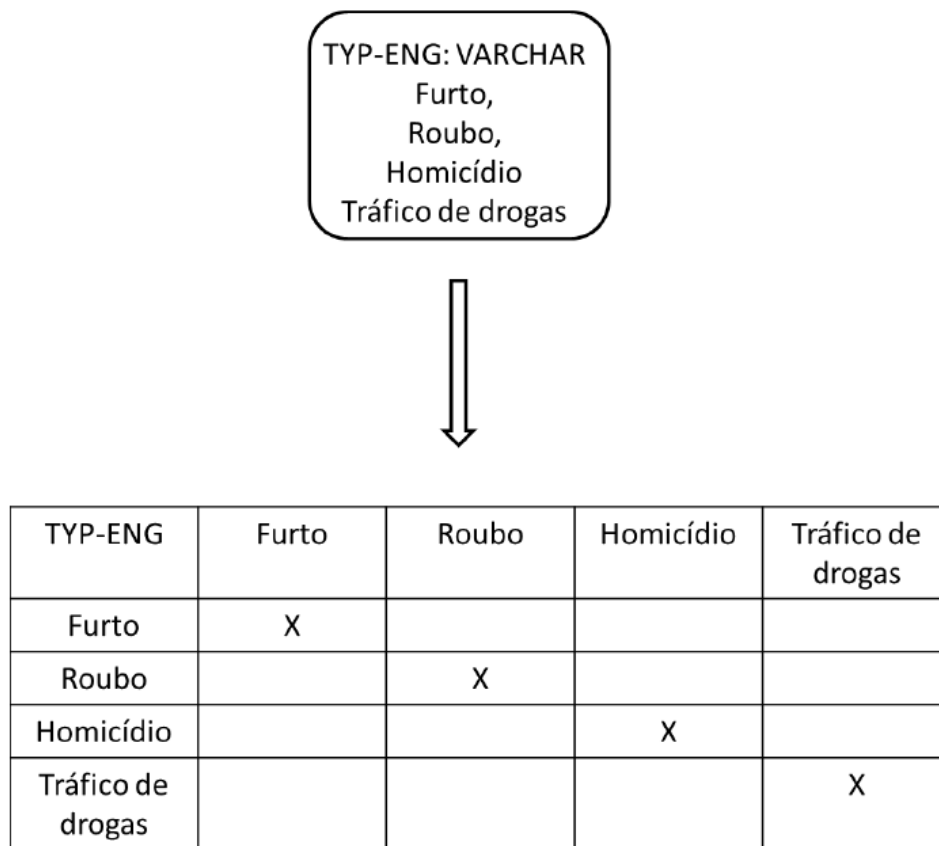 TYP-ENG: VARCHAR
Furto,
Roubo,
Homicídio
Tráfico de drogas
TYP-ENG Furto Roubo Homicídio Tráfico de
drogas
Furto X
Roubo X
Homicídio X
Tráfico de X
drogas